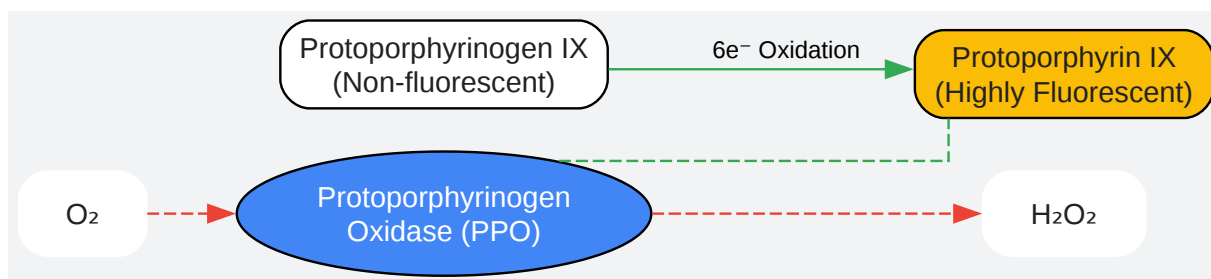 Protoporphyrinogen IX
(Non-fluorescent)
6e⁻ Oxidation
Protoporphyrin IX
(Highly Fluorescent)
O₂
Protoporphyrinogen
Oxidase (PPO)
H₂O₂